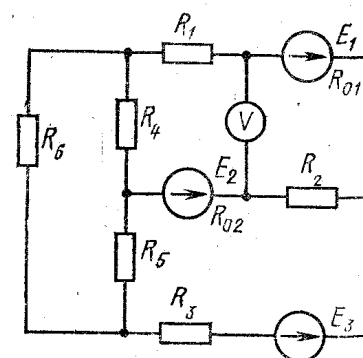 R₁
E₁
R₀₁
R₄
V
R₆
E₂
R₂
R₀₂
R₅
R₃
E₃